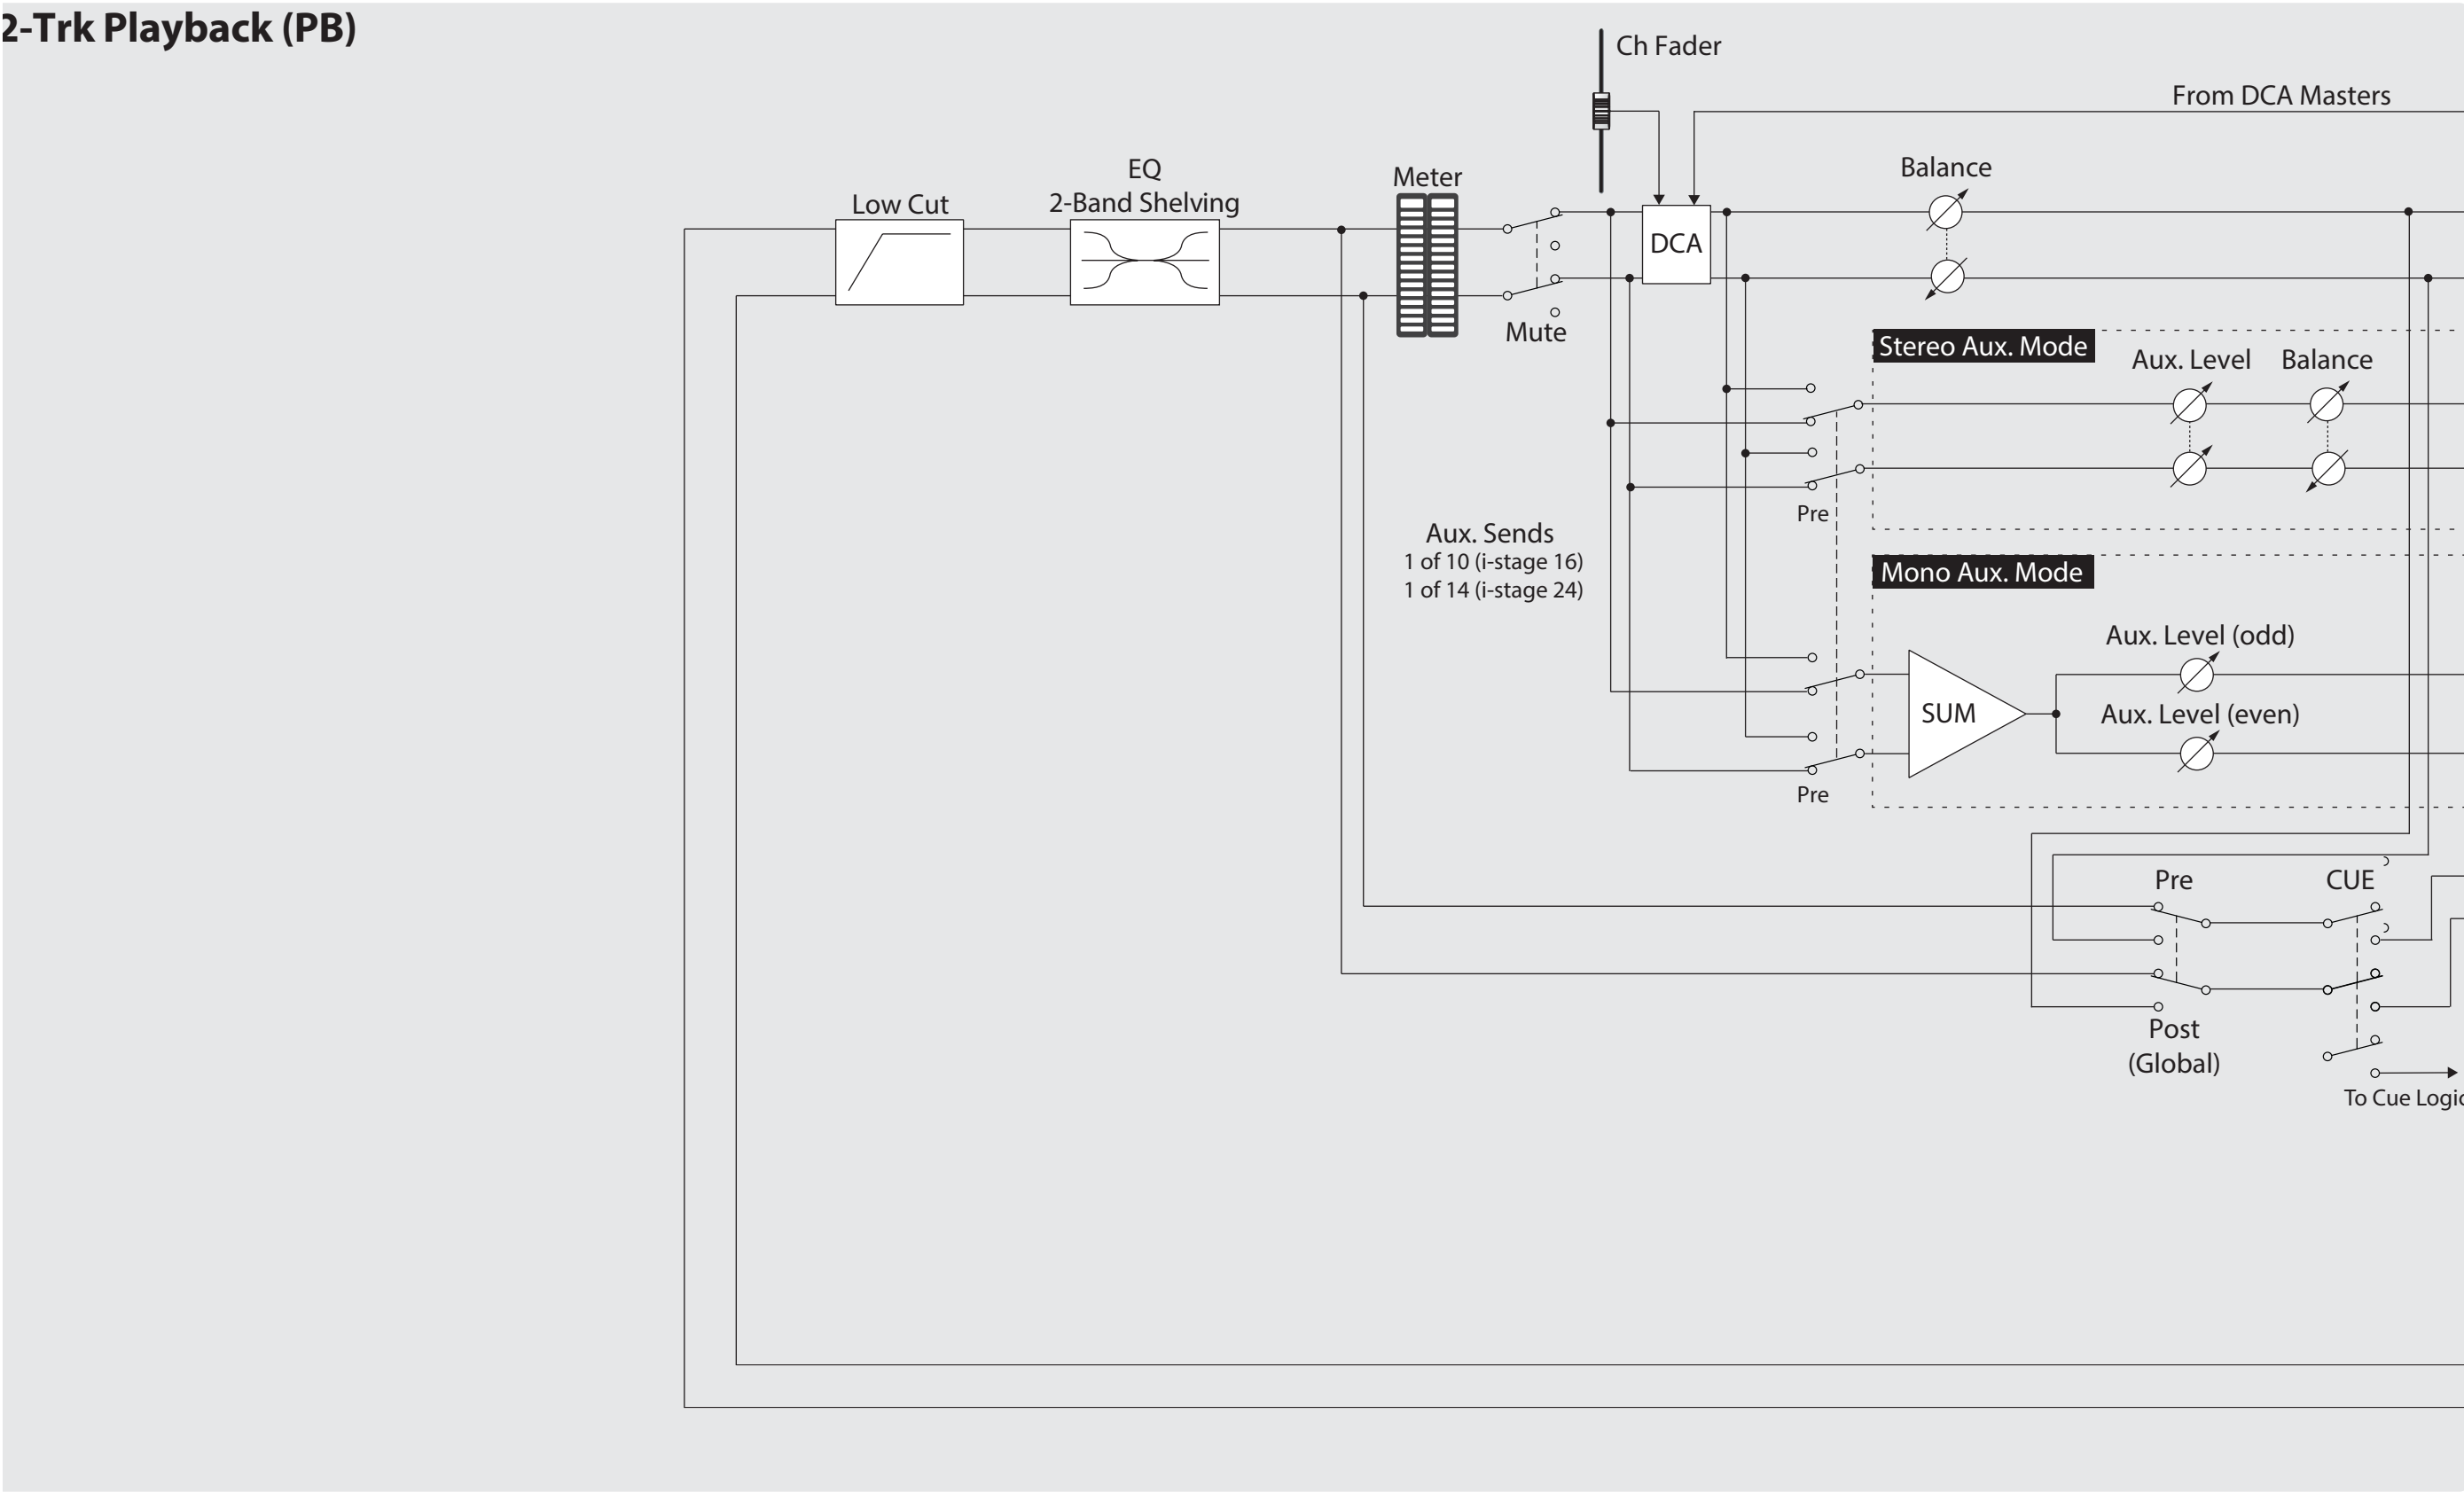 2-Trk Playback (PB)
Ch Fader
From DCA Masters
EQ
2-Band Shelving
Low Cut
Meter
Balance
DCA
Mute
Stereo Aux. Mode
Aux. Level
Balance
Pre
Aux. Sends
1 of 10 (i-stage 16)
1 of 14 (i-stage 24)
Mono Aux. Mode
Aux. Level (odd)
SUM
Aux. Level (even)
Pre
Pre
CUE
Post
(Global)
To Cue Logic